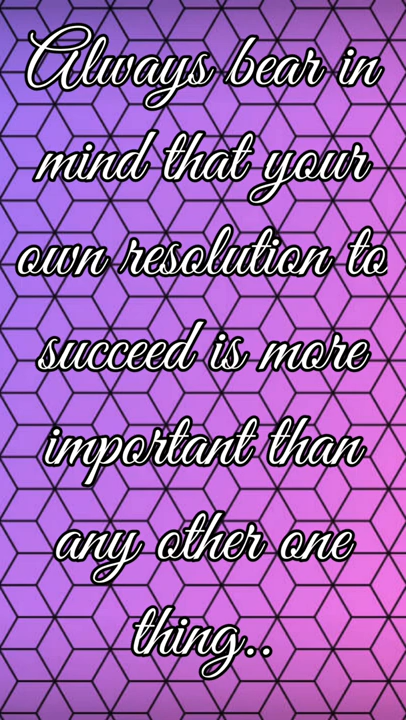 Always bear in
mind that your
own resolution to
succeed is more
important than
any other one
thing..